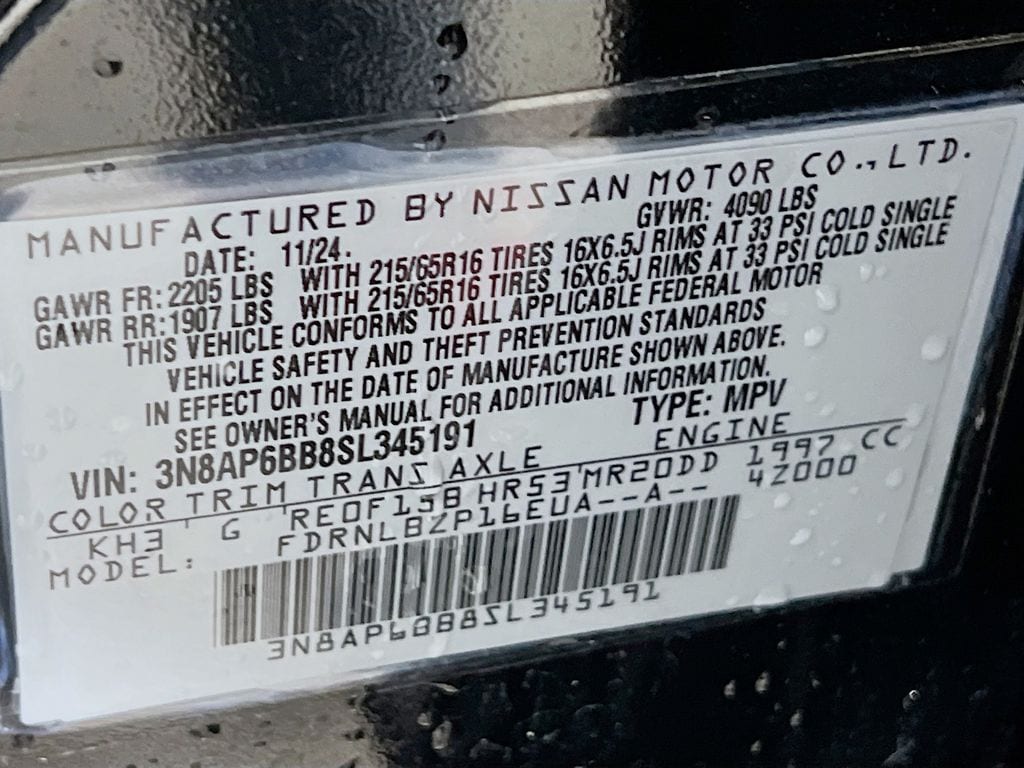 MANUFACTURED BY NISSAN MOTOR CO.,LTD.
DATE: 11/24. GVWR: 4090 LBS
GAWR FR: 2205 LBS WITH 215/65R16 TIRES 16X6.5J RIMS AT 33 PSI COLD SINGLE
GAWR RR: 1907 LBS WITH 215/65R16 TIRES 16X6.5J RIMS AT 33 PSI COLD SINGLE
THIS VEHICLE CONFORMS TO ALL APPLICABLE FEDERAL MOTOR
VEHICLE SAFETY AND THEFT PREVENTION STANDARDS
IN EFFECT ON THE DATE OF MANUFACTURE SHOWN ABOVE.
SEE OWNER'S MANUAL FOR ADDITIONAL INFORMATION.
VIN: 3N8AP6BB8SL345191 TYPE: MPV
COLOR TRIM TRANS AXLE ENGINE
KH3 G RE0F15B HR53 MR20DD 1997 CC
MODEL: FDRNLBZP16EUA--A-- 4Z000
3N8AP6BB8SL345191